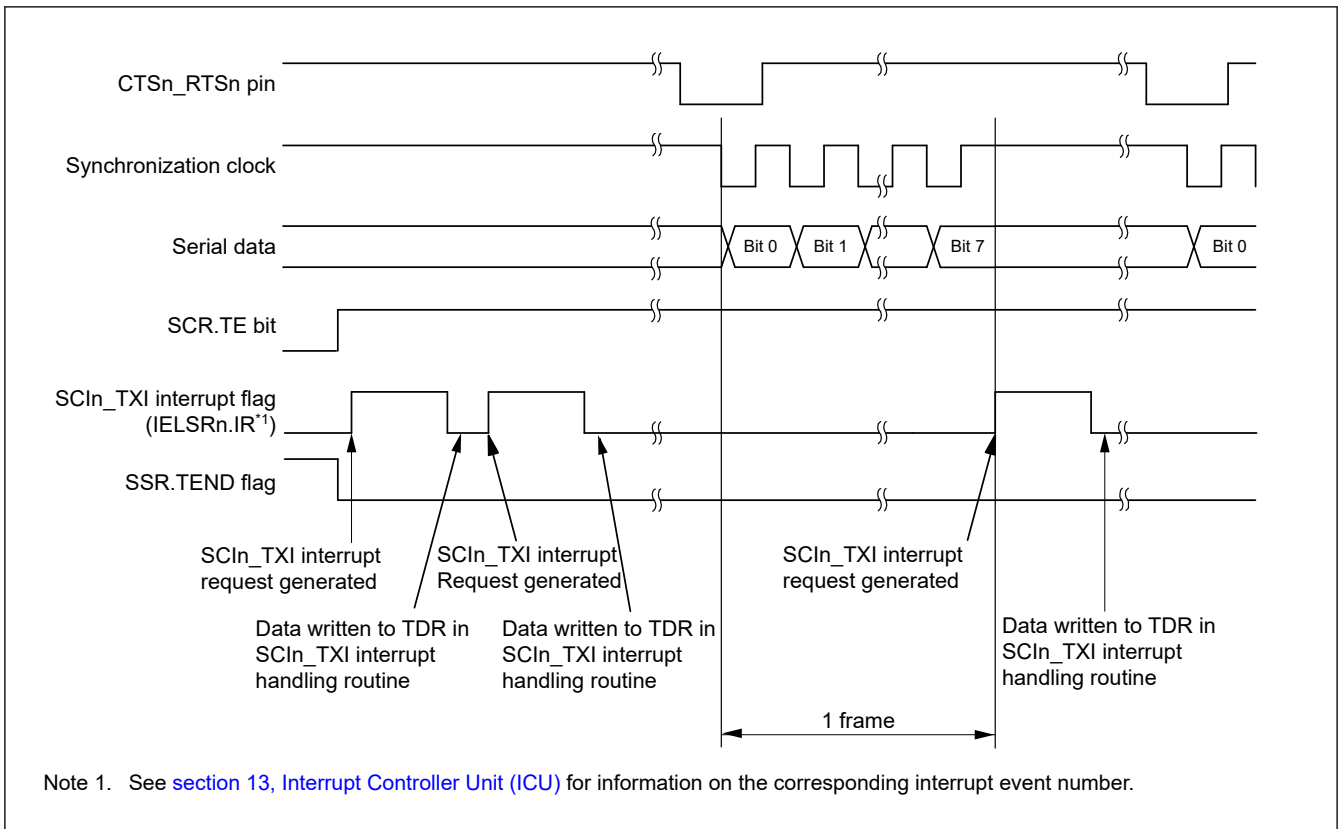 CTSn_RTSn pin
Synchronization clock
Serial data
Bit 0
Bit 1
Bit 7
Bit 0
SCR.TE bit
SCIn_TXI interrupt flag
(IELSRn.IR*1)
SSR.TEND flag
SCIn_TXI interrupt
request generated
SCIn_TXI interrupt
Request generated
SCIn_TXI interrupt
request generated
Data written to TDR in
SCIn_TXI interrupt
handling routine
Data written to TDR in
SCIn_TXI interrupt
handling routine
Data written to TDR in
SCIn_TXI interrupt
handling routine
1 frame
Note 1. See section 13, Interrupt Controller Unit (ICU) for information on the corresponding interrupt event number.